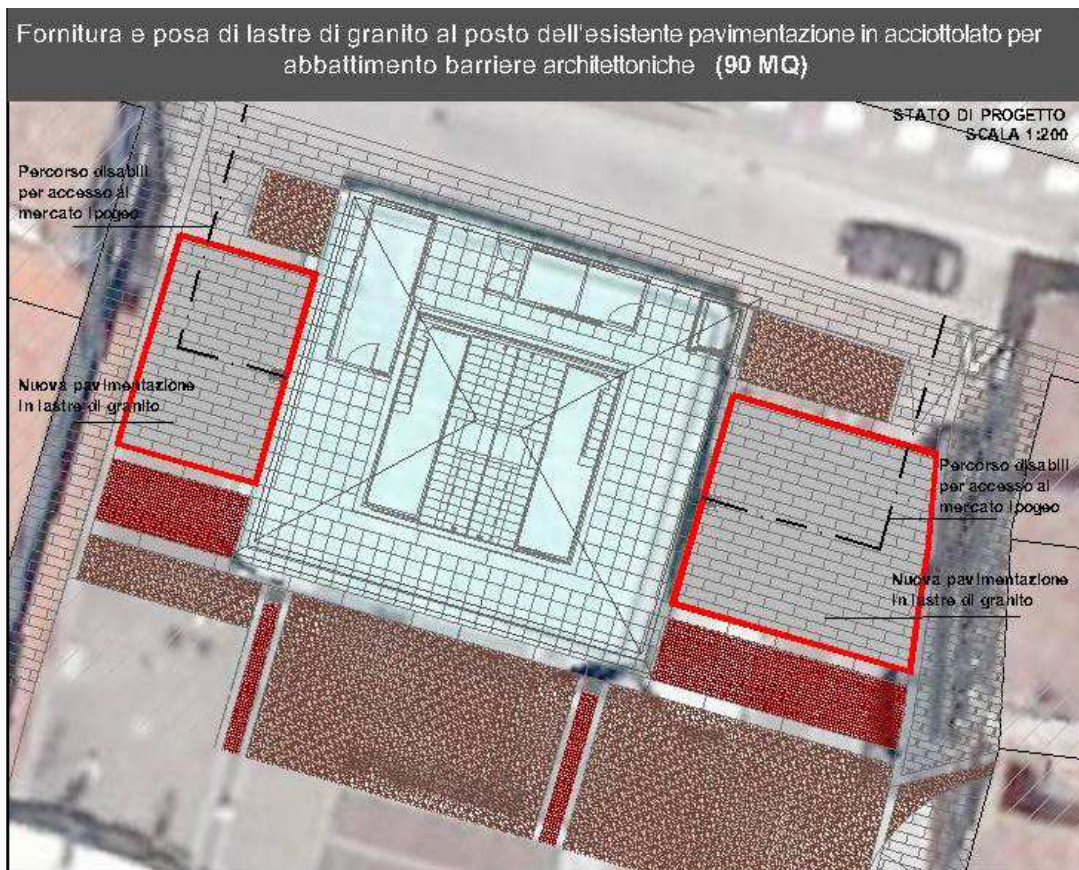 Fornitura e posa di lastre di granito al posto dell'esistente pavimentazione in acciottolato per
abbattimento barriere architettoniche (90 MQ)
STATO DI PROGETTO
SCALA 1:200
Percorso disabili
per accesso al
mercato Ipogeo
Nuova pavimentazione
in lastre di granito
Percorso disabili
per accesso al
mercato Ipogeo
Nuova pavimentazione
in lastre di granito